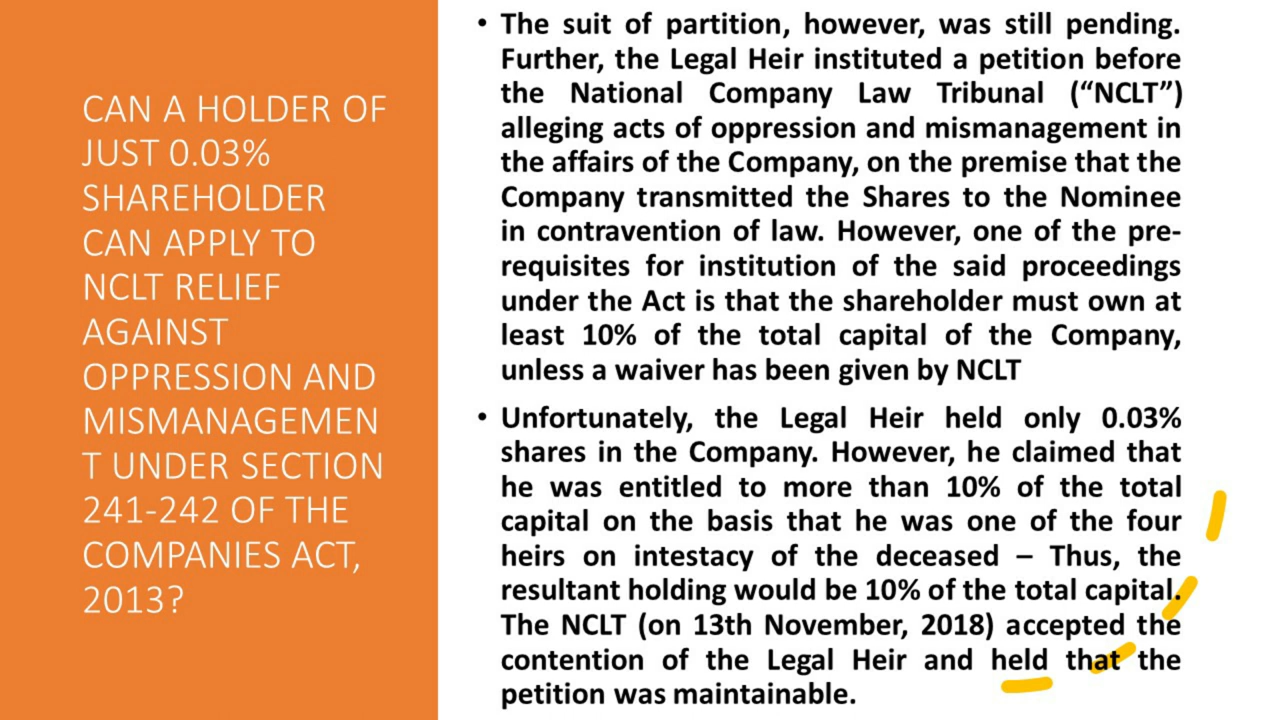 CAN A HOLDER OF
JUST 0.03%
SHAREHOLDER
CAN APPLY TO
NCLT RELIEF
AGAINST
OPPRESSION AND
MISMANAGEMEN
T UNDER SECTION
241-242 OF THE
COMPANIES ACT,
2013?
• The suit of partition, however, was still pending.
Further, the Legal Heir instituted a petition before
the National Company Law Tribunal (“NCLT”)
alleging acts of oppression and mismanagement in
the affairs of the Company, on the premise that the
Company transmitted the Shares to the Nominee
in contravention of law. However, one of the pre-
requisites for institution of the said proceedings
under the Act is that the shareholder must own at
least 10% of the total capital of the Company,
unless a waiver has been given by NCLT
• Unfortunately, the Legal Heir held only 0.03%
shares in the Company. However, he claimed that
he was entitled to more than 10% of the total
capital on the basis that he was one of the four
heirs on intestacy of the deceased – Thus, the
resultant holding would be 10% of the total capital.
The NCLT (on 13th November, 2018) accepted the
contention of the Legal Heir and held that the
petition was maintainable.